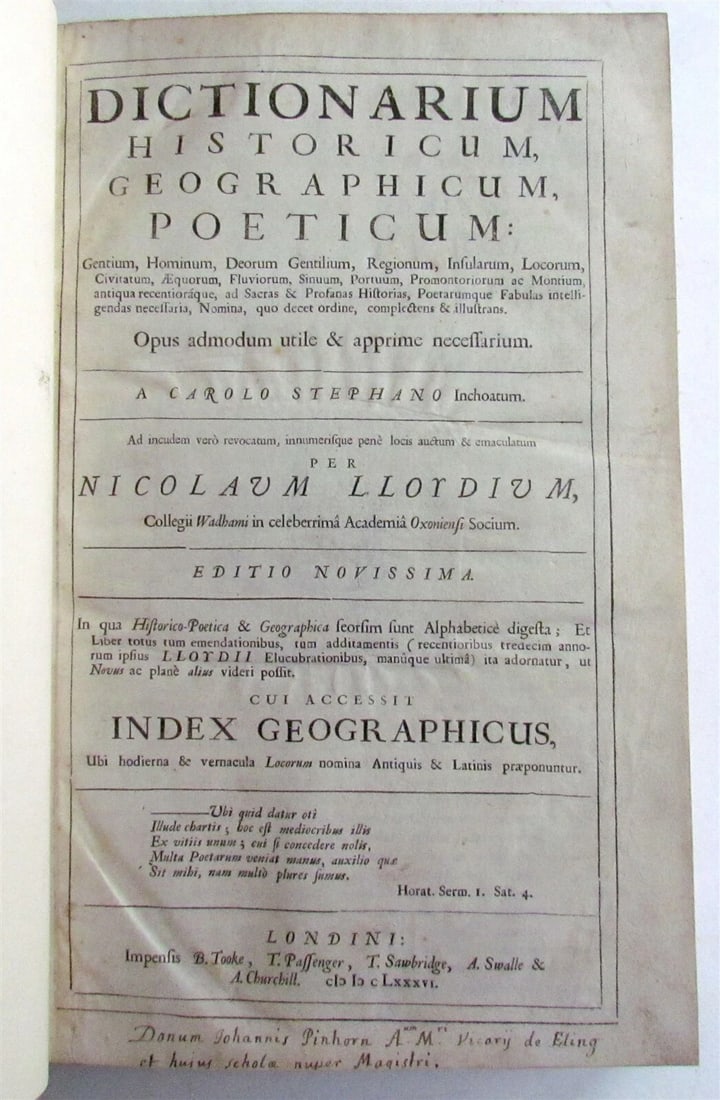 DICTIONARIUM
HISTORICUM,
GEOGRAPHICUM,
POETICUM:
Gentium, Hominum, Deorum Gentilium, Regionum, Inſularum, Locorum,
Civitatum, Æquorum, Fluviorum, Sinuum, Portuum, Promontoriorum ac Montium,
antiqua recentioráque, ad Sacras & Profanas Hiſtorias, Poetarumque Fabulas intelli-
gendas neceſſaria, Nomina, quo decet ordine, complectens & illuſtrans.
Opus admodum utile & apprime neceſſarium.
A CAROLO STEPHANO Inchoatum.
Ad incudem verò revocatum, innumeriſque penè locis auctum & emaculatum
PER
NICOLAUM LLOYDIUM,
Collegii Wadhami in celeberrimâ Academiâ Oxonienſi Socium.
EDITIO NOVISSIMA.
In qua Hiſtorico-Poetica & Geographica ſeorſim ſunt Alphabeticè digeſta; Et
Liber totus tum emendationibus, tum additamentis (recentioribus tredecim anno-
rum ipſius LLOYDII Elucubrationibus, manûque ultimâ) ita adornatur, ut
Novus ac planè alius videri poſſit.
CUI ACCESSIT
INDEX GEOGRAPHICUS,
Ubi hodierna & vernacula Locorum nomina Antiquis & Latinis præponuntur.
——Ubi quid datur otî
Illude chartis; hoc eſt mediocribus illis
Ex vitiis unum; cui ſi concedere nolis,
Multa Poetarum veniat manus, auxilio quæ
Sit mihi, nam multò plures ſumus.
Horat. Serm. 1. Sat. 4.
LONDINI:
Impenſis B. Tooke, T. Paſſenger, T. Sawbridge, A. Swalle &
A. Churchill. cIɔ Iɔ c LXXXVI.
Donum Johannis Pinhorn A.um M.ri Vicarij de Eling
et hujus scholæ nuper Magistri.